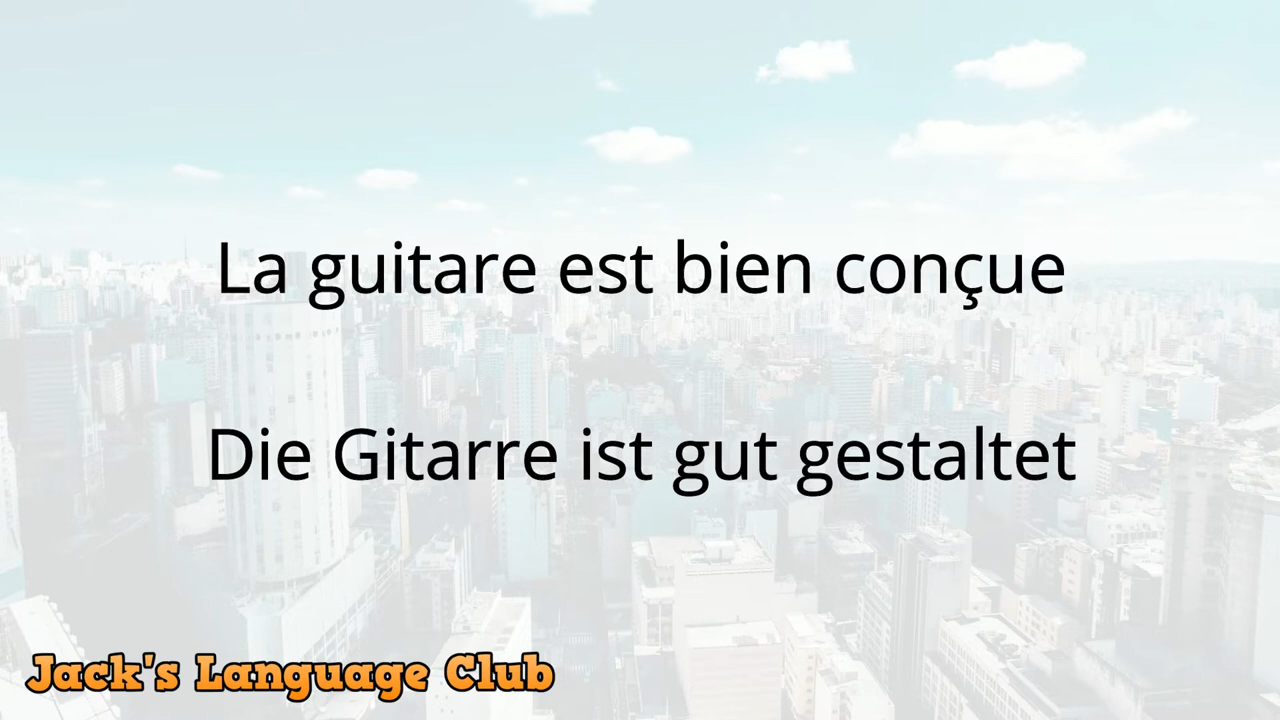 La guitare est bien conçue
Die Gitarre ist gut gestaltet
Jack's Language Club